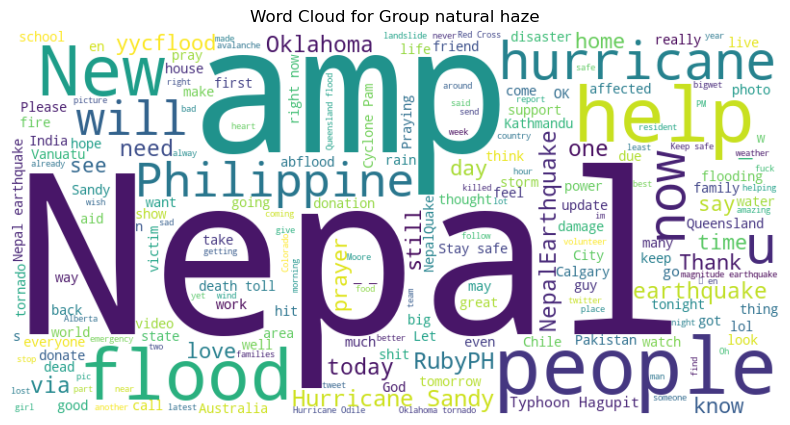 Word Cloud for Group natural haze
school
made
avalanche
landslide
never
Red Cross
year
New
amp
yycflood
en
pray
Oklahoma
life
friend
disaster
really
live
hurricane
home
house
first
right now
Queensland flood
Cyclone Pam
Praying
around
come
OK
affected
safe
photo
picture
right
make
said
send
support
report
bigwet
Please
fire
will
bad
help
week
Kathmandu
PM
India
hope
need
heart
abflood
rain
country
one
due
resident
least
Keep safe
W
already
Vanuatu
see
alway
Philippine
day
think
hour
now
weather
Nepal earthquake
Sandy
wish
want
going
donation
thought
lot
storm
power
best
family
flooding
fuck
helping
aid
show
sad
coming
killed
feel
update
im
say
water
amazing
tornado
n
victim
getting
give
prayer
Moore
follow
still
NepalQuake
NepalEarthquake
damage
volunteer
many
time
Queensland
u
Nepal
way
take
Colorado
Stay safe
City
keep
Thank
magnitude earthquake
death toll
food
may
Calgary
go
earthquake
en
back
work
yet
wind
morning
team
great
guy
twitter
tonight
thing
s
Alberta
world
video
state
hit
area
big
Let
even
place
night
got
lol
everyone
emergency
two
well
families
much
better
shit
Chile
Pakistan
watch
look
stop
donate
love
today
God
RubyPH
people
Oh
dead
pic
part
near
flood
tweet
tomorrow
man
find
lost
via
good
call
Australia
Hurricane Sandy
Typhoon Hagupit
someone
know
girl
another
latest
Hurricane Odile
Oklahoma tornado